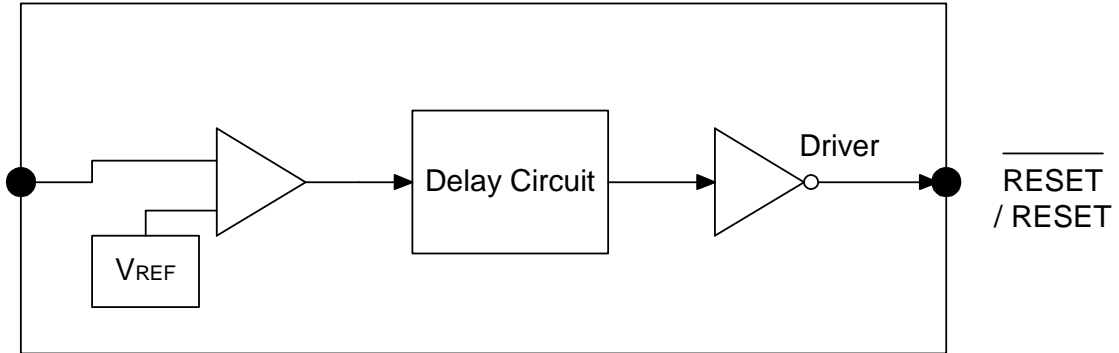 Driver
Delay Circuit
RESET
/ RESET
VREF